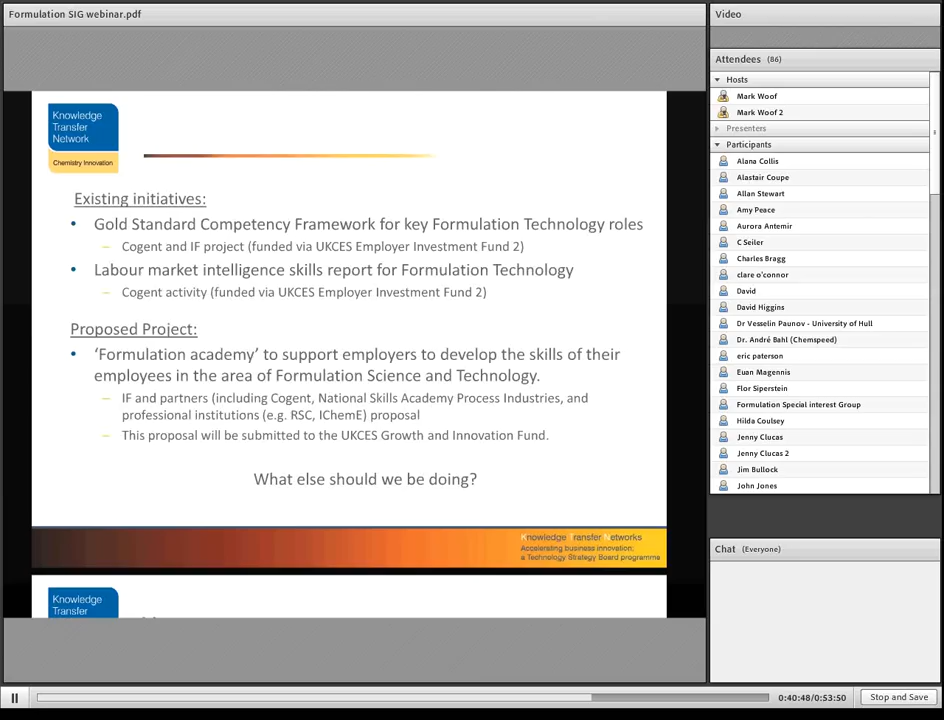 Formulation SIG webinar.pdf
Knowledge
Transfer
Network
Chemistry Innovation
Existing initiatives:
• Gold Standard Competency Framework for key Formulation Technology roles
– Cogent and IF project (funded via UKCES Employer Investment Fund 2)
• Labour market intelligence skills report for Formulation Technology
– Cogent activity (funded via UKCES Employer Investment Fund 2)
Proposed Project:
• ‘Formulation academy’ to support employers to develop the skills of their
employees in the area of Formulation Science and Technology.
– IF and partners (including Cogent, National Skills Academy Process Industries, and
professional institutions (e.g. RSC, IChemE) proposal
– This proposal will be submitted to the UKCES Growth and Innovation Fund.
What else should we be doing?
Knowledge Transfer Networks
Accelerating business innovation;
a Technology Strategy Board programme
Knowledge
Transfer
Video
Attendees (86)
Hosts
Mark Woof
Mark Woof 2
Presenters
Participants
Alana Collis
Alastair Coupe
Allan Stewart
Amy Peace
Aurora Antemir
C Seiler
Charles Bragg
clare o'connor
David
David Higgins
Dr Vesselin Paunov - University of Hull
Dr. André Bahl (Chemspeed)
eric paterson
Euan Magennis
Flor Siperstein
Formulation Special interest Group
Hilda Coulsey
Jenny Clucas
Jenny Clucas 2
Jim Bullock
John Jones
Chat (Everyone)
0:40:48/0:53:50
Stop and Save